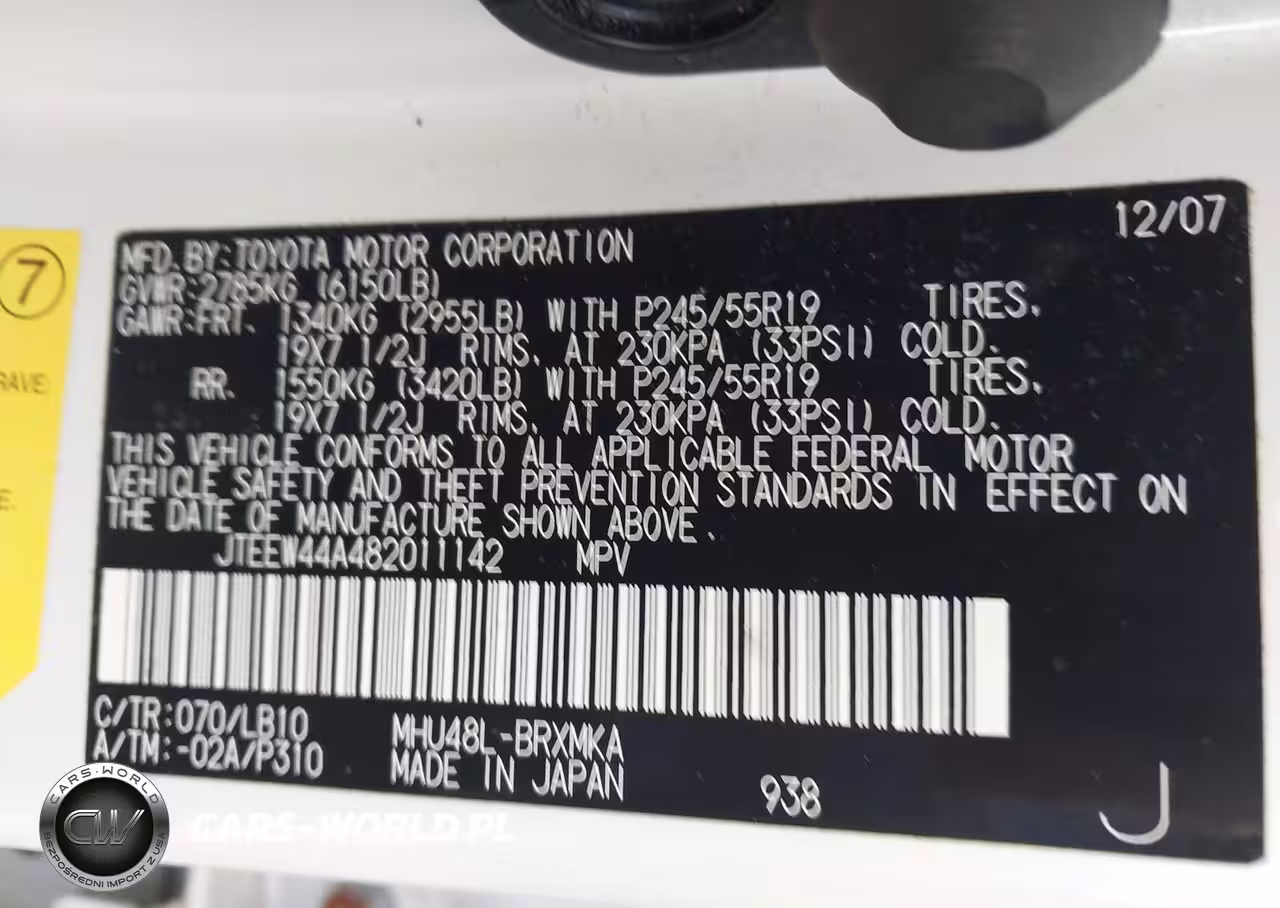 12/07
MFD. BY: TOYOTA MOTOR CORPORATION
GVWR: 2785KG (6150LB)
GAWR: FRT. 1340KG (2955LB) WITH P245/55R19 TIRES.
19X7 1/2J RIMS. AT 230KPA (33PSI) COLD.
RR. 1550KG (3420LB) WITH P245/55R19 TIRES.
19X7 1/2J RIMS. AT 230KPA (33PSI) COLD.
THIS VEHICLE CONFORMS TO ALL APPLICABLE FEDERAL MOTOR
VEHICLE SAFETY AND THEFT PREVENTION STANDARDS IN EFFECT ON
THE DATE OF MANUFACTURE SHOWN ABOVE.
JTEEW44A482011142 MPV
C/TR: 070/LB10 MHU48L-BRXMKA
A/TM: -02A/P310 MADE IN JAPAN
938
J
7
RAVE
E.
CARS-WORLD
CW
BEZPOŚREDNI IMPORT Z USA
CARS-WORLD PL